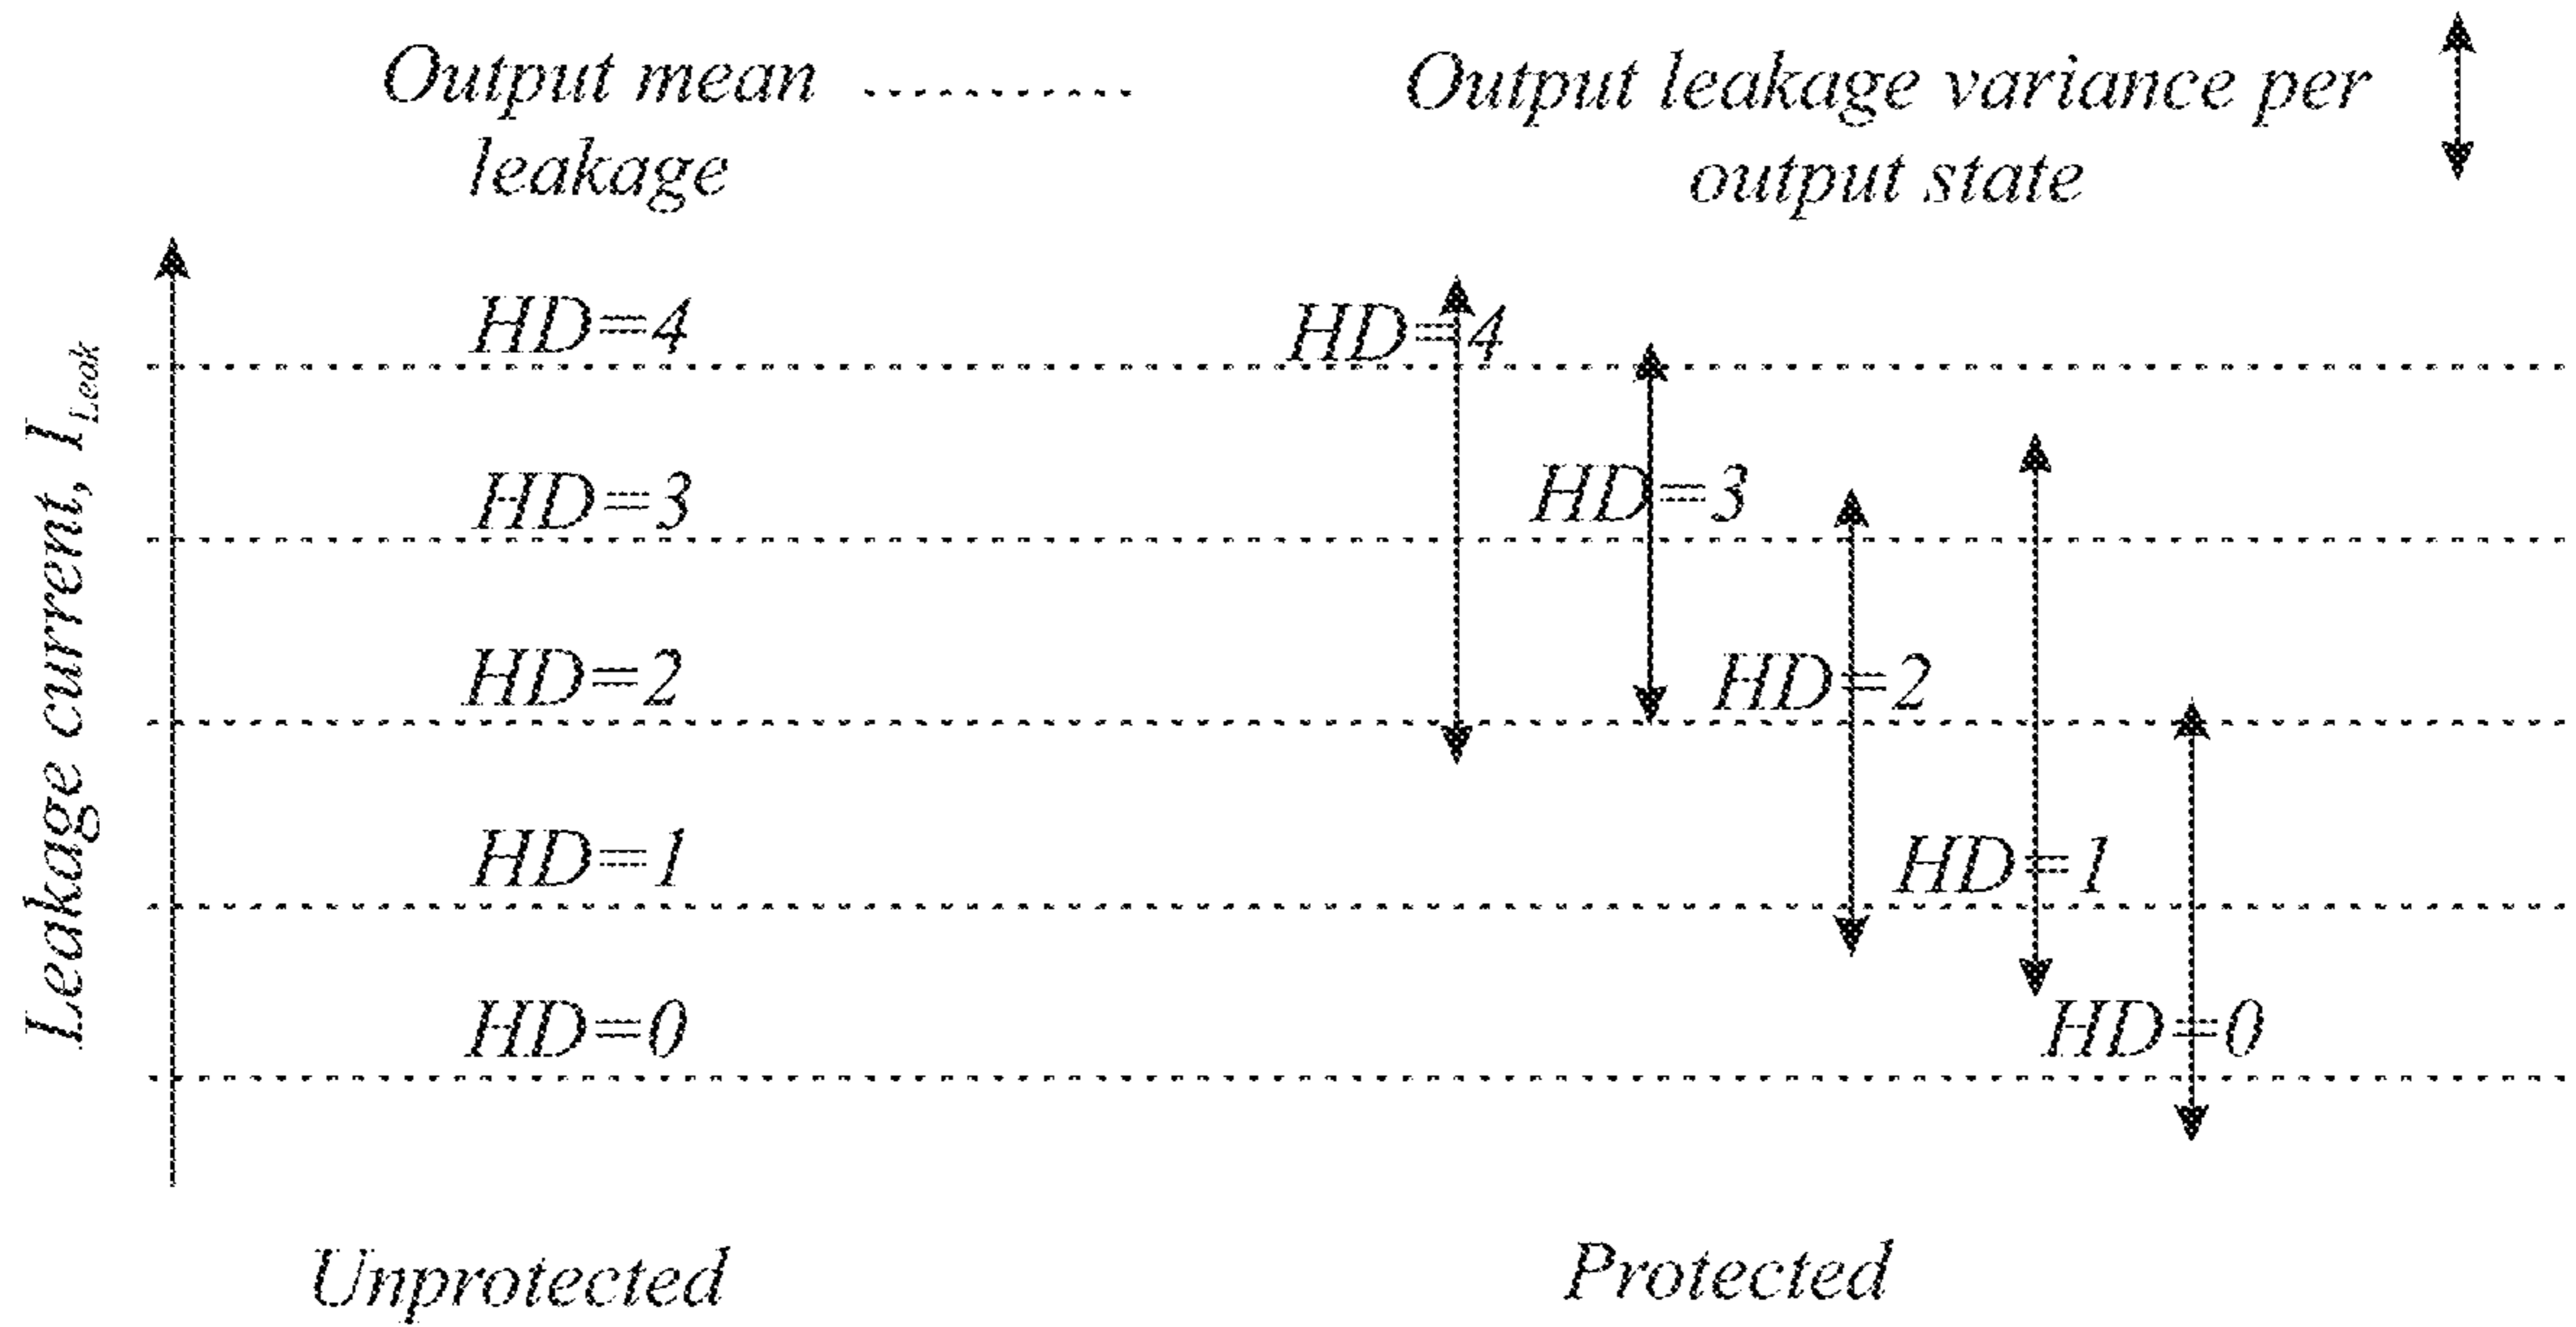 Output mean
leakage
Output leakage variance per
output state
Leakage current, I_Leak
HD=4
HD=3
HD=2
HD=1
HD=0
HD=4
HD=3
HD=2
HD=1
HD=0
Unprotected
Protected